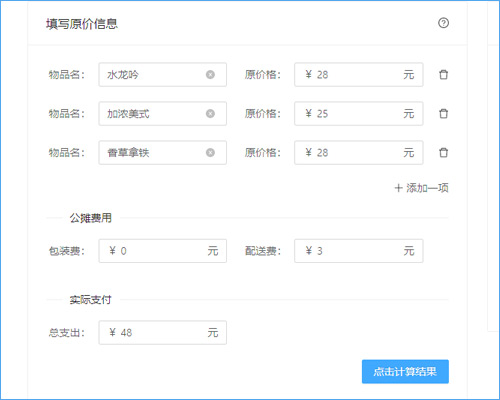 填写原价信息
物品名: 水龙吟 原价格: ¥ 28 元
物品名: 加浓美式 原价格: ¥ 25 元
物品名: 香草拿铁 原价格: ¥ 28 元
+ 添加一项
公摊费用
包装费: ¥ 0 元 配送费: ¥ 3 元
实际支付
总支出: ¥ 48 元
点击计算结果